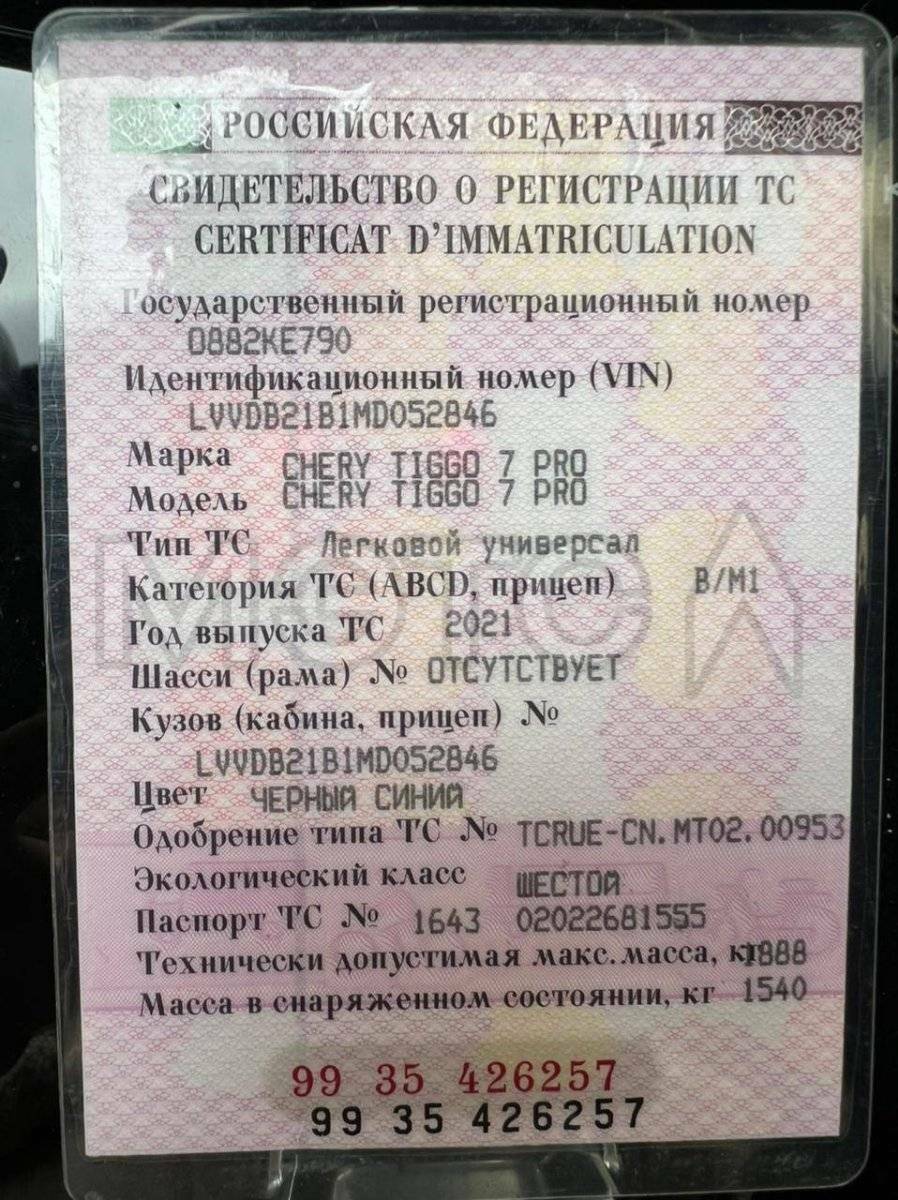 РОССИЙСКАЯ ФЕДЕРАЦИЯ
СВИДЕТЕЛЬСТВО О РЕГИСТРАЦИИ ТС
CERTIFICAT D'IMMATRICULATION
Государственный регистрационный номер
О882КЕ790
Идентификационный номер (VIN)
LVVDB21B1MD052846
Марка CHERY TIGGO 7 PRO
Модель CHERY TIGGO 7 PRO
Тип ТС Легковой универсал
Категория ТС (ABCD, прицеп) B/M1
Год выпуска ТС 2021
Шасси (рама) № ОТСУТСТВУЕТ
Кузов (кабина, прицеп) №
LVVDB21B1MD052846
Цвет ЧЕРНЫЙ СИНИЙ
Одобрение типа ТС № TCRUE-CN.MT02.00953
Экологический класс ШЕСТОЙ
Паспорт ТС № 1643 02022681555
Технически допустимая макс. масса, кг 1888
Масса в снаряженном состоянии, кг 1540
99 35 426257
99 35 426257